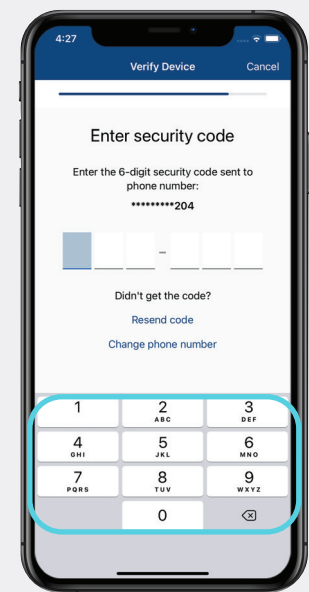 4:27
Verify Device Cancel
Enter security code
Enter the 6-digit security code sent to
phone number:
*********204
–
Didn't get the code?
Resend code
Change phone number
1 2 3
ABC DEF
4 5 6
GHI JKL MNO
7 8 9
PQRS TUV WXYZ
0